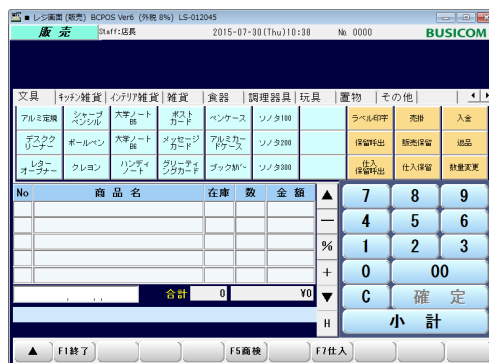 ■ レジ画面 (販売) BCPOS Ver6 (外税 8%) LS-012045
販 売 Staff:店長 2015-07-30(Thu)10:38 No. 0000 BUSICOM
文具 キッチン雑貨 インテリア雑貨 雑貨 食器 調理器具 玩具 置物 その他
アルミ定規 シャープペンシル 大学ノート B5 ポストカード ペンケース ソノタ100 ラベル印字 売掛 入金
デスククリーナー ボールペン 大学ノート B6 メッセージカード アルミカードケース ソノタ200 保留呼出 販売保留 返品
レターオープナー クレヨン ハンディノート グリーティングカード ブックカバー ソノタ300 仕入保留呼出 仕入保留 数量変更
No 商 品 名 在庫 数 金 額 ▲ 7 8 9
― 4 5 6
% 1 2 3
+ 0 00
合計 0 ¥0 ▼ C 確 定
H 小 計
▲ F1終了 F5商検 F7仕入